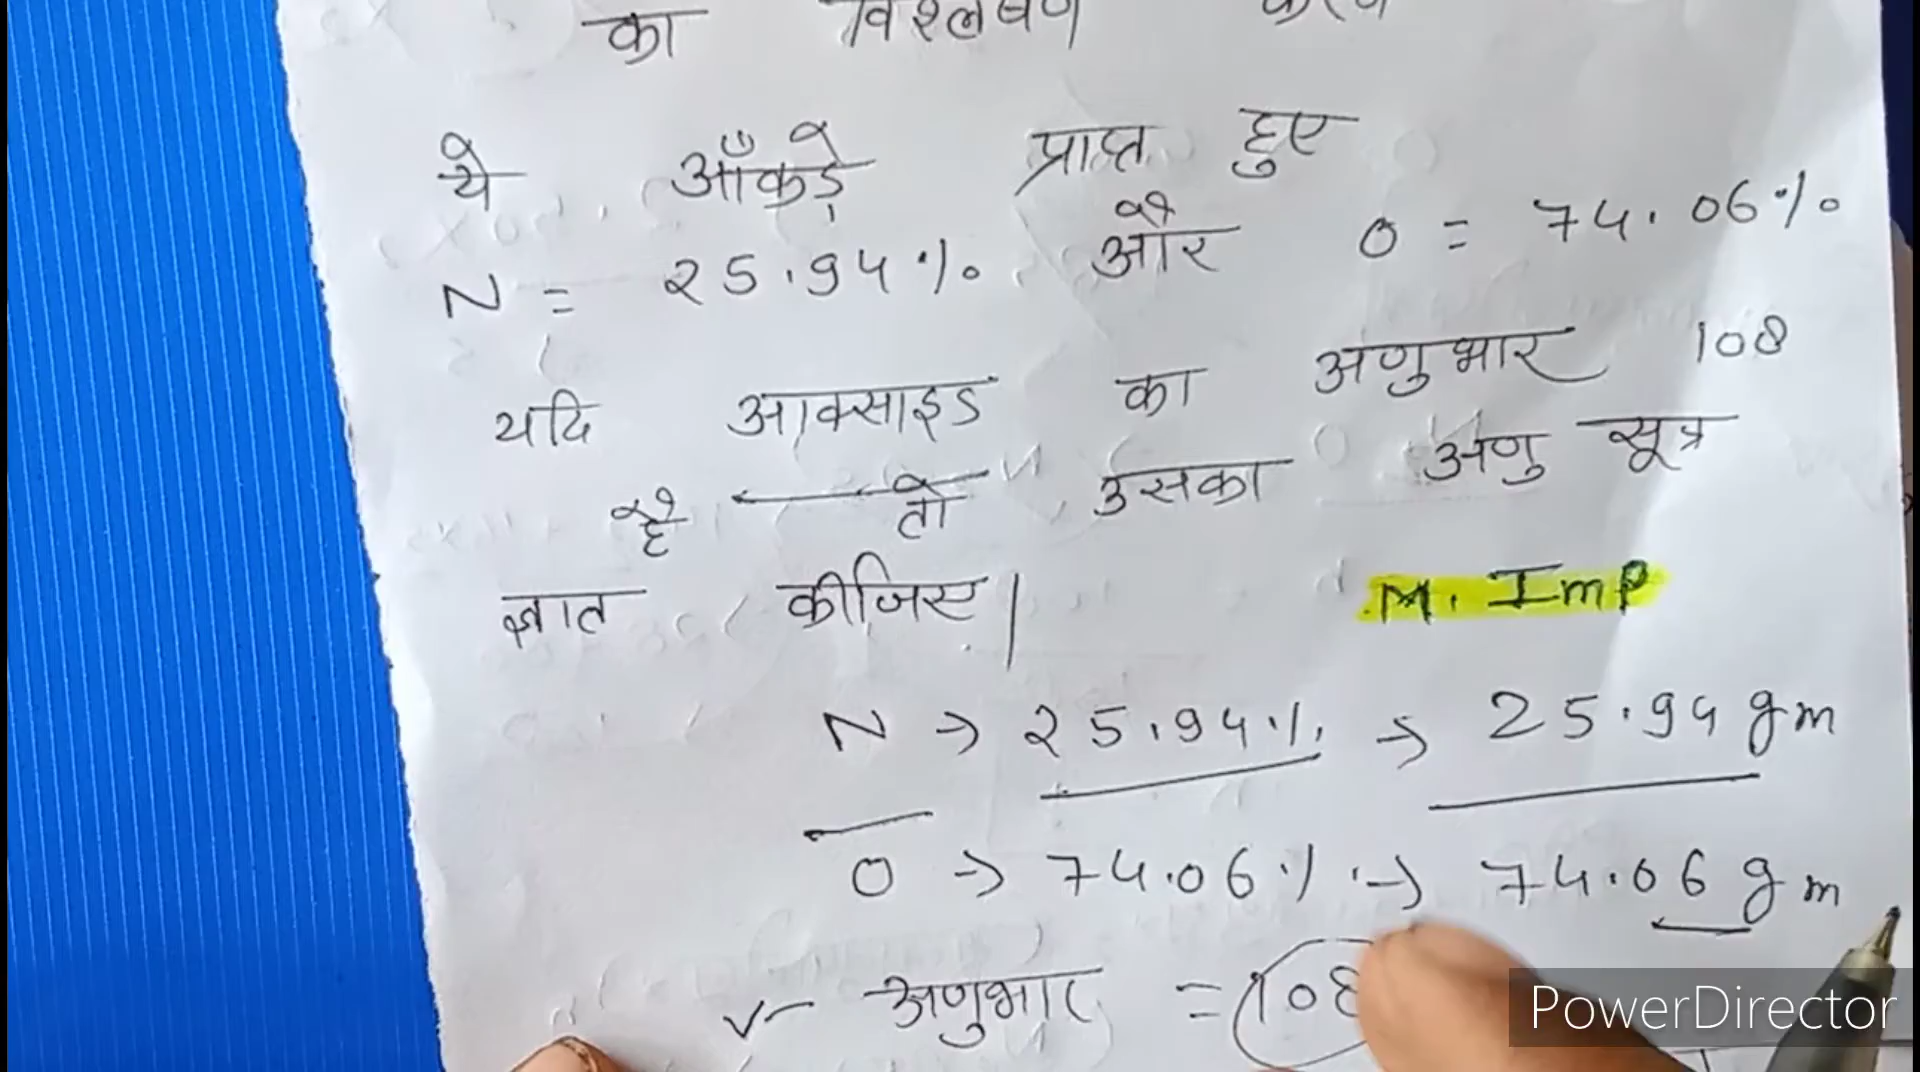 का विश्लेषण करने
ये आँकड़े प्राप्त हुए
N = 25.94% और O = 74.06%
यदि आक्साइड का अणुभार 108
है तो उसका अणु सूत्र
ज्ञात कीजिए।
M. Imp
N → 25.94% → 25.94 gm
O → 74.06% → 74.06 gm
✓ अणुभार = 108
PowerDirector